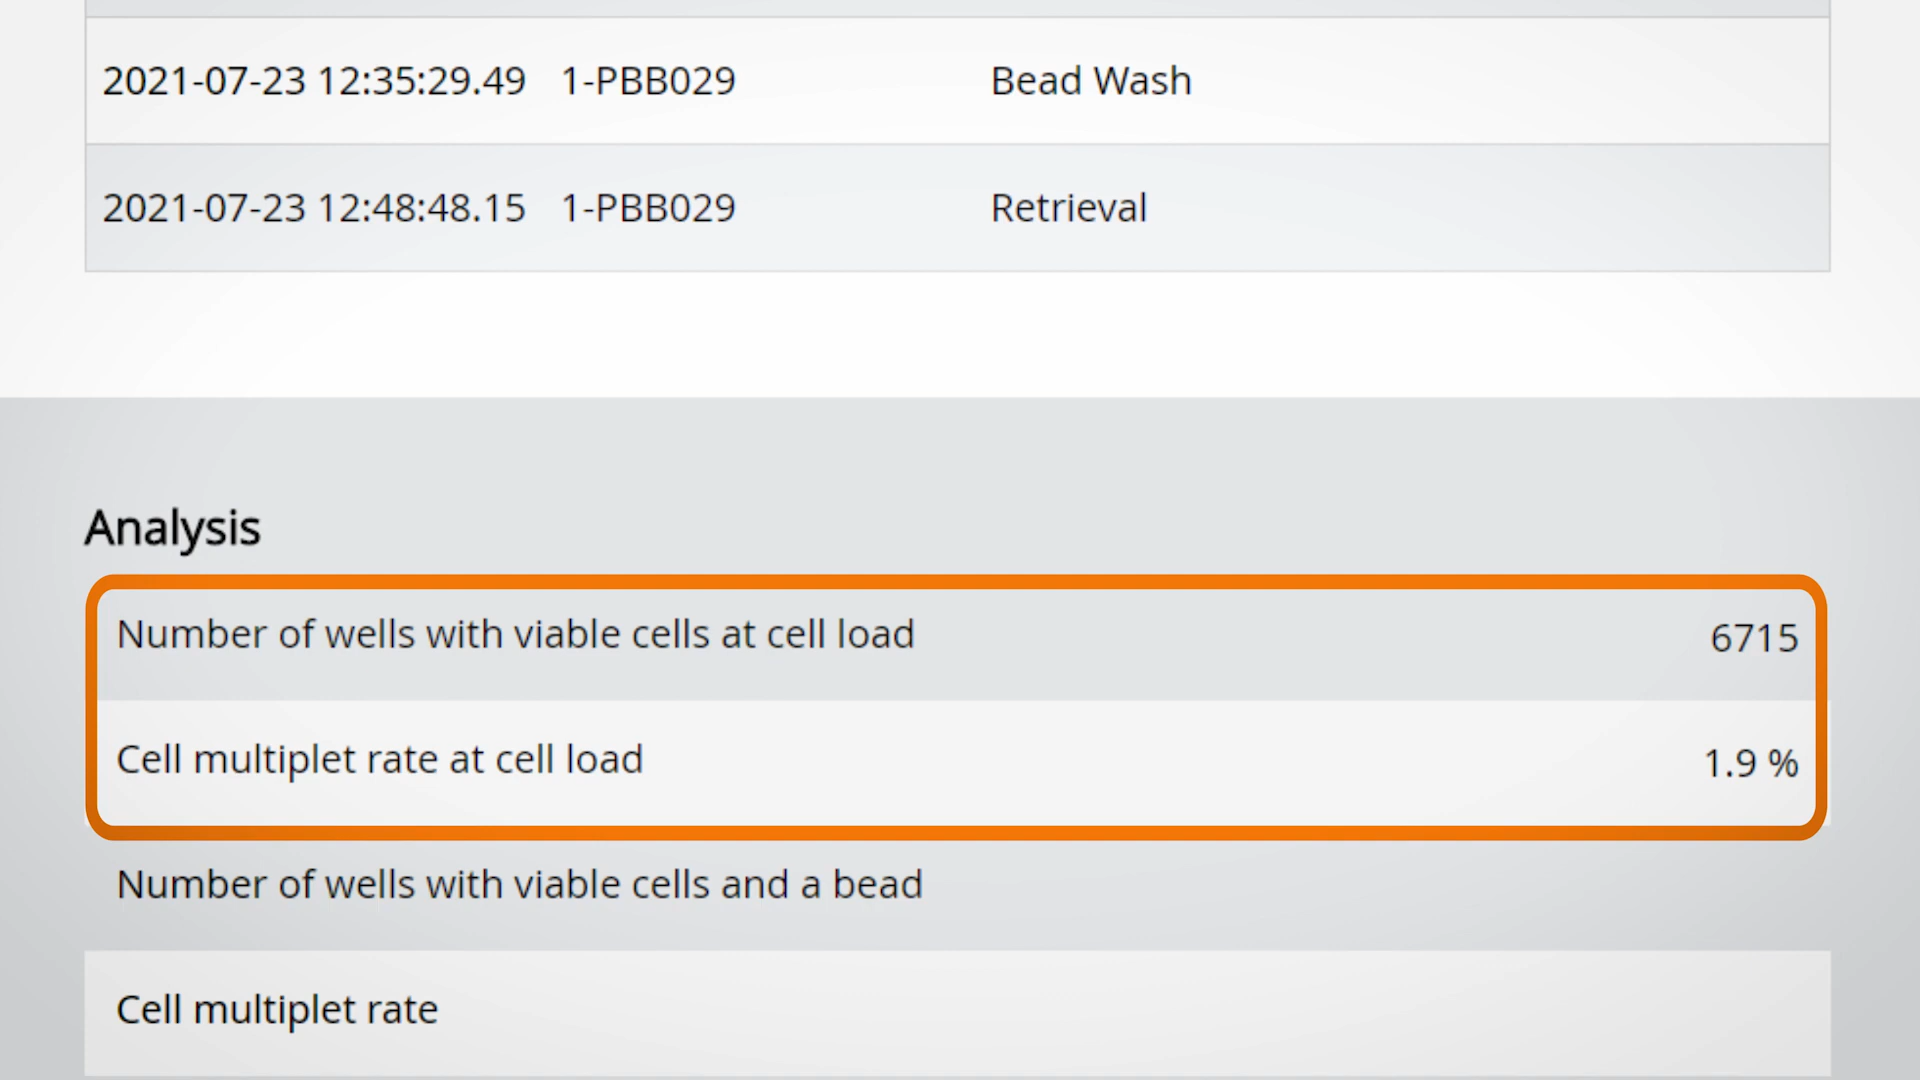 2021-07-23 12:35:29.49 1-PBB029 Bead Wash
2021-07-23 12:48:48.15 1-PBB029 Retrieval
Analysis
Number of wells with viable cells at cell load 6715
Cell multiplet rate at cell load 1.9 %
Number of wells with viable cells and a bead
Cell multiplet rate